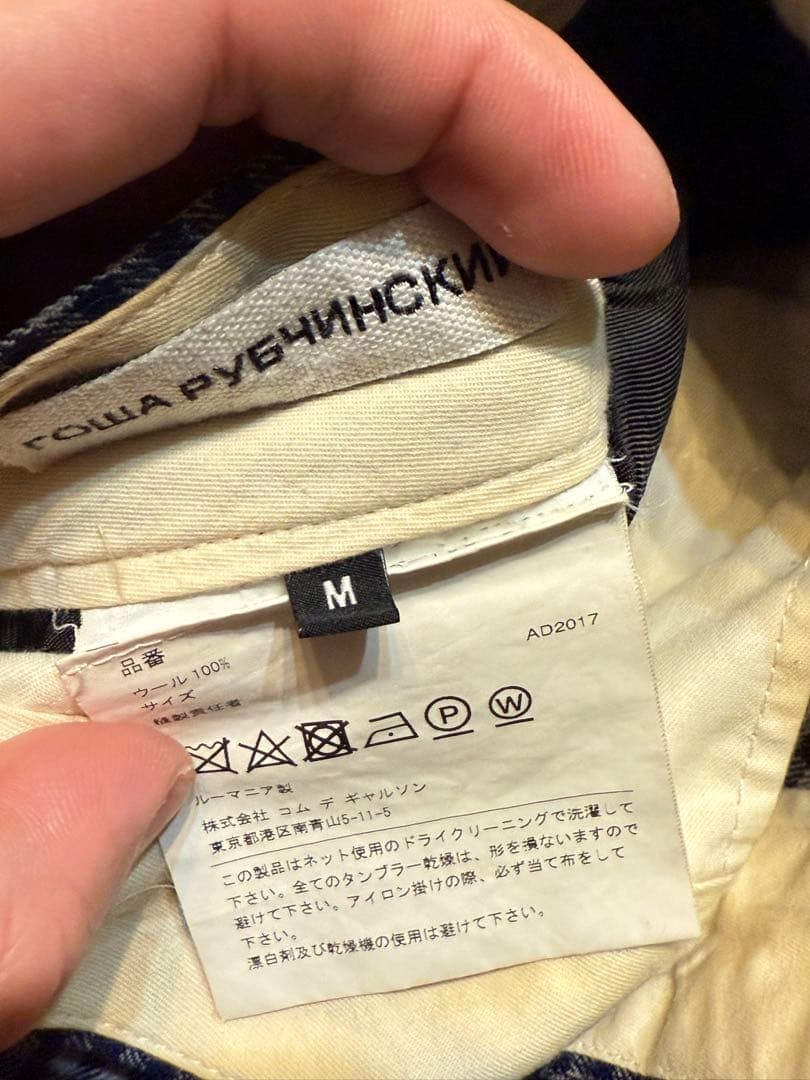 ГОША РУБЧИНСКИЙ
M
AD2017
品番
ウール 100%
サイズ
縫製責任者
P W
ルーマニア製
株式会社 コム デ ギャルソン
東京都港区南青山5-11-5
この製品はネット使用のドライクリーニングで洗濯して
下さい。全てのタンブラー乾燥は、形を損ないますので
避けて下さい。アイロン掛けの際、必ず当て布をして
下さい。
漂白剤及び乾燥機の使用は避けて下さい。